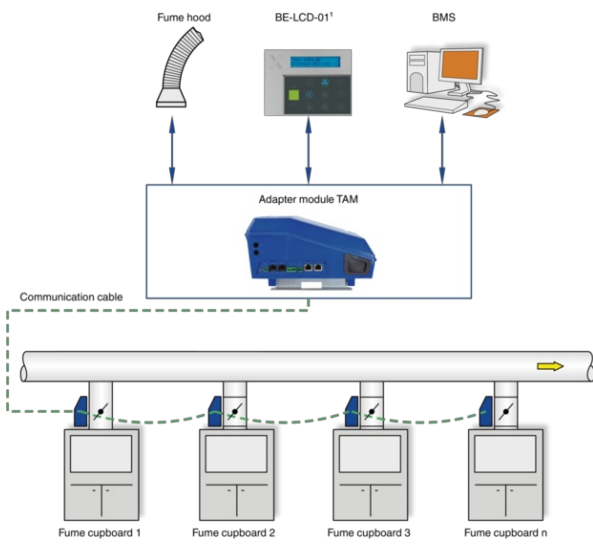 Fume hood
BE-LCD-01¹
BMS
Adapter module TAM
Communication cable
Fume cupboard 1
Fume cupboard 2
Fume cupboard 3
Fume cupboard n